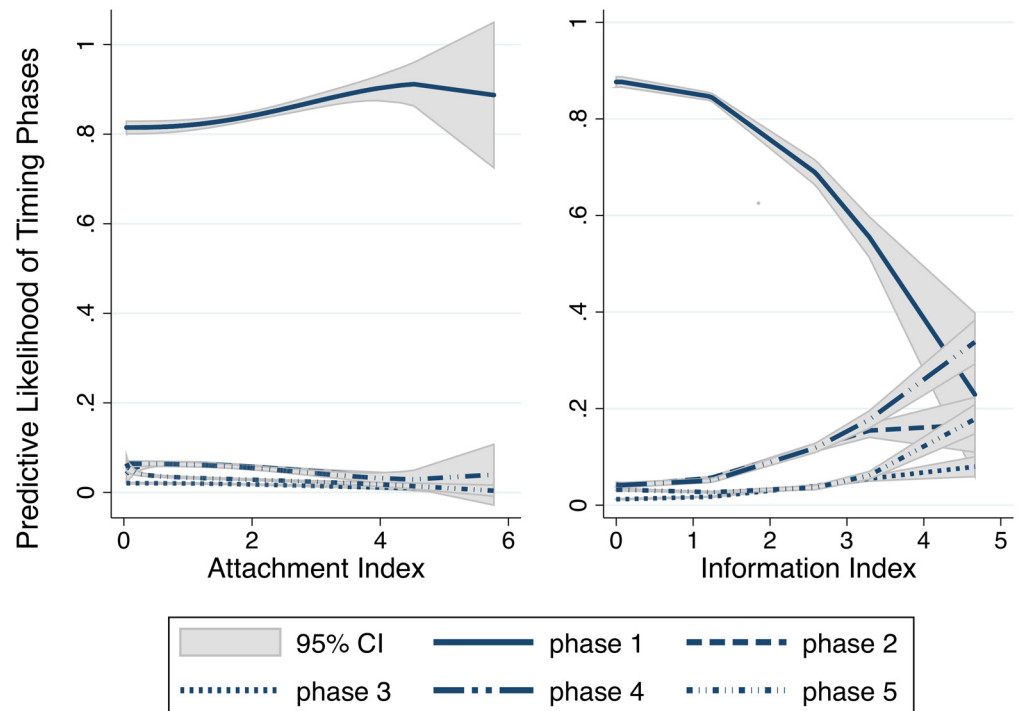 Predictive Likelihood of Timing Phases
1
.8
.6
.4
.2
0
0 2 4 6
Attachment Index
1
.8
.6
.4
.2
0
0 1 2 3 4 5
Information Index
95% CI phase 1 phase 2
phase 3 phase 4 phase 5